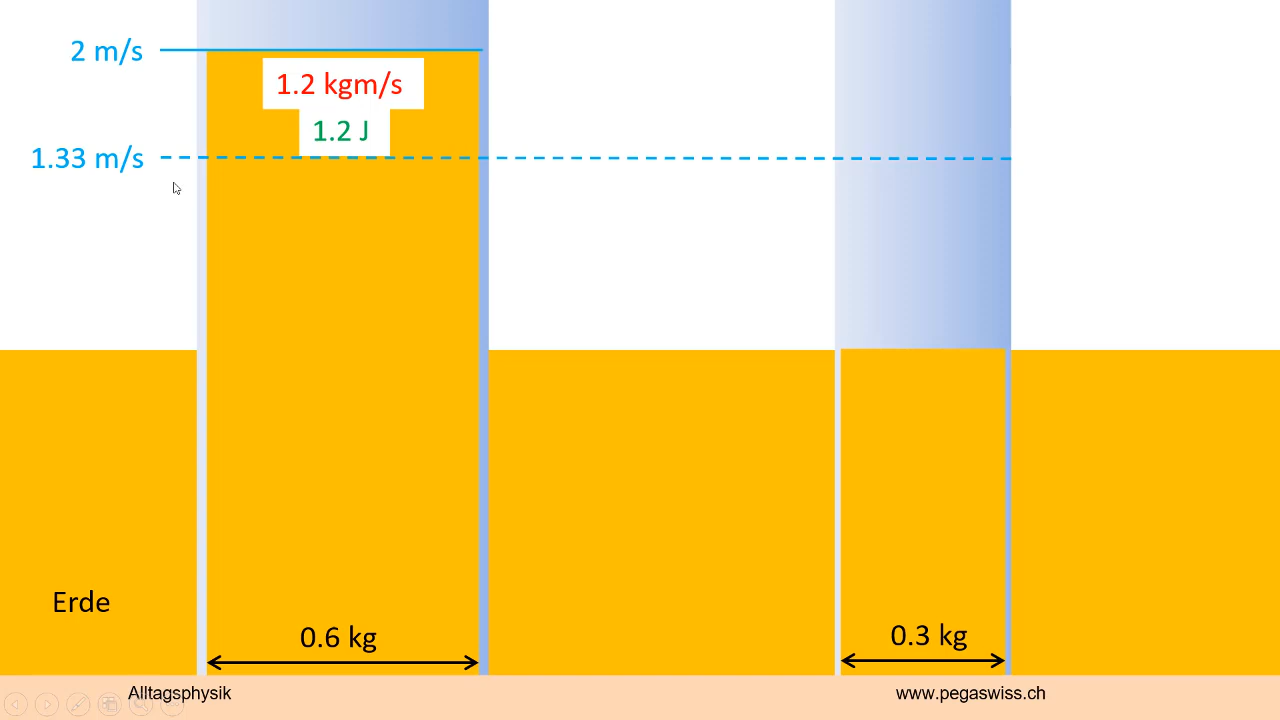 2 m/s
1.2 kgm/s
1.2 J
1.33 m/s
Erde
0.6 kg
0.3 kg
Alltagsphysik
www.pegaswiss.ch